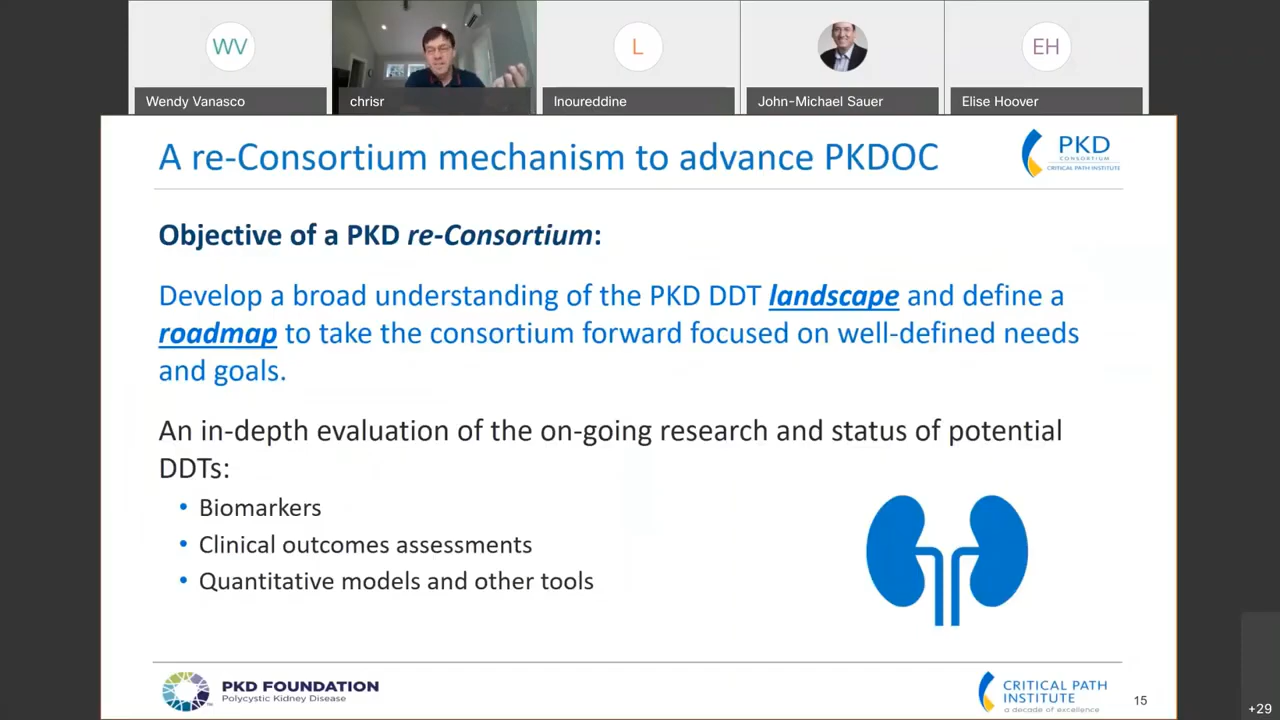 WV
L
EH
Wendy Vanasco
chrisr
lnoureddine
John-Michael Sauer
Elise Hoover
A re-Consortium mechanism to advance PKDOC
PKD
CONSORTIUM
CRITICAL PATH INSTITUTE
Objective of a PKD re-Consortium:
Develop a broad understanding of the PKD DDT landscape and define a
roadmap to take the consortium forward focused on well-defined needs
and goals.
An in-depth evaluation of the on-going research and status of potential
DDTs:
• Biomarkers
• Clinical outcomes assessments
• Quantitative models and other tools
PKD FOUNDATION
Polycystic Kidney Disease
CRITICAL PATH
INSTITUTE
a decade of excellence
15
+29